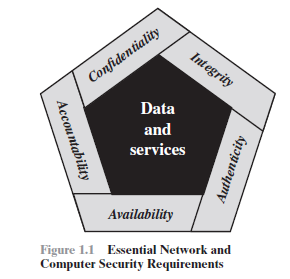 Confidentiality
Integrity
Data
and
services
Accountability
Authenticity
Availability
Figure 1.1 Essential Network and
Computer Security Requirements